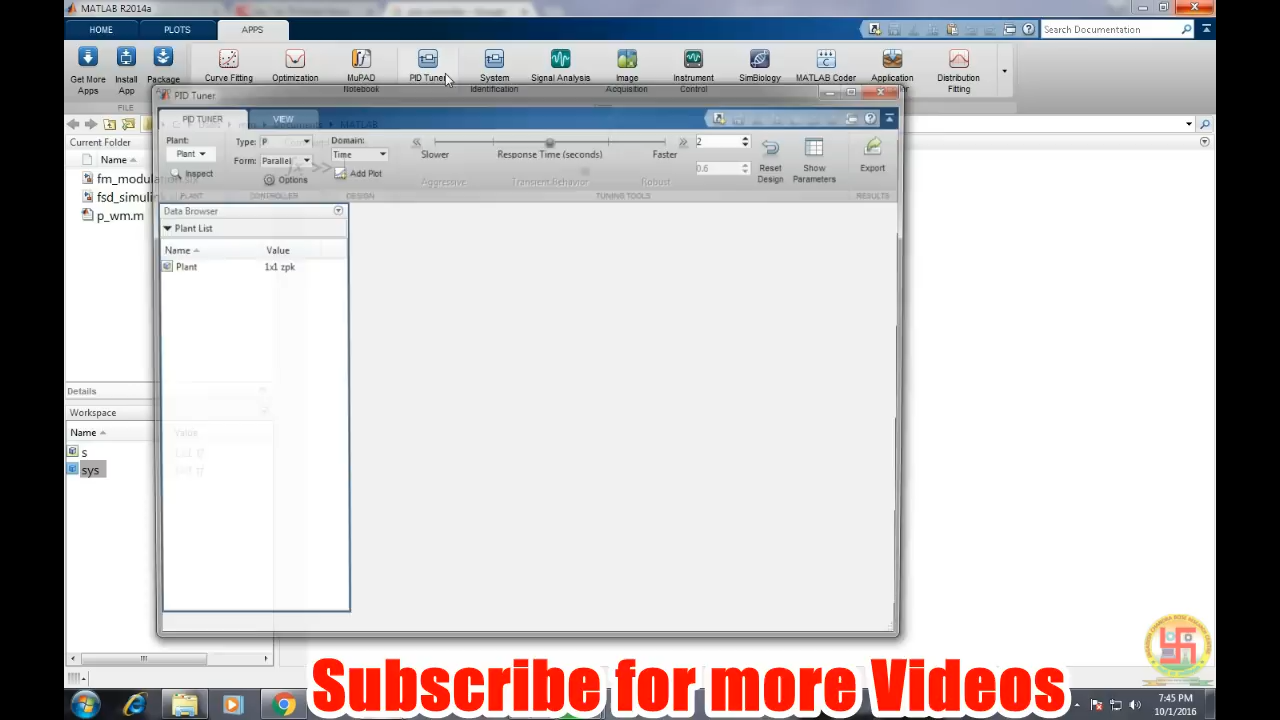 MATLAB R2014a
HOME
PLOTS
APPS
Search Documentation
Get More Apps
Install App
Package
Curve Fitting
Optimization
MuPAD Notebook
PID Tuner
System Identification
Signal Analysis
Image Acquisition
Instrument Control
SimBiology
MATLAB Coder
Application
Distribution Fitting
FILE
MATLAB
Current Folder
Name
fm_modulation
fsd_simulin
p_wm.m
Details
Workspace
Name
Value
s
sys
PID Tuner
PID TUNER
VIEW
Plant:
Plant
Inspect
PLANT
Type: P
Form: Parallel
Options
CONTROLLER
Domain:
Time
Add Plot
DESIGN
Slower
Response Time (seconds)
Faster
2
Aggressive
Transient Behavior
Robust
0.6
TUNING TOOLS
Reset Design
Show Parameters
Export
RESULTS
Data Browser
Plant List
Name
Value
Plant
1x1 zpk
Subscribe for more Videos
7:45 PM
10/1/2016